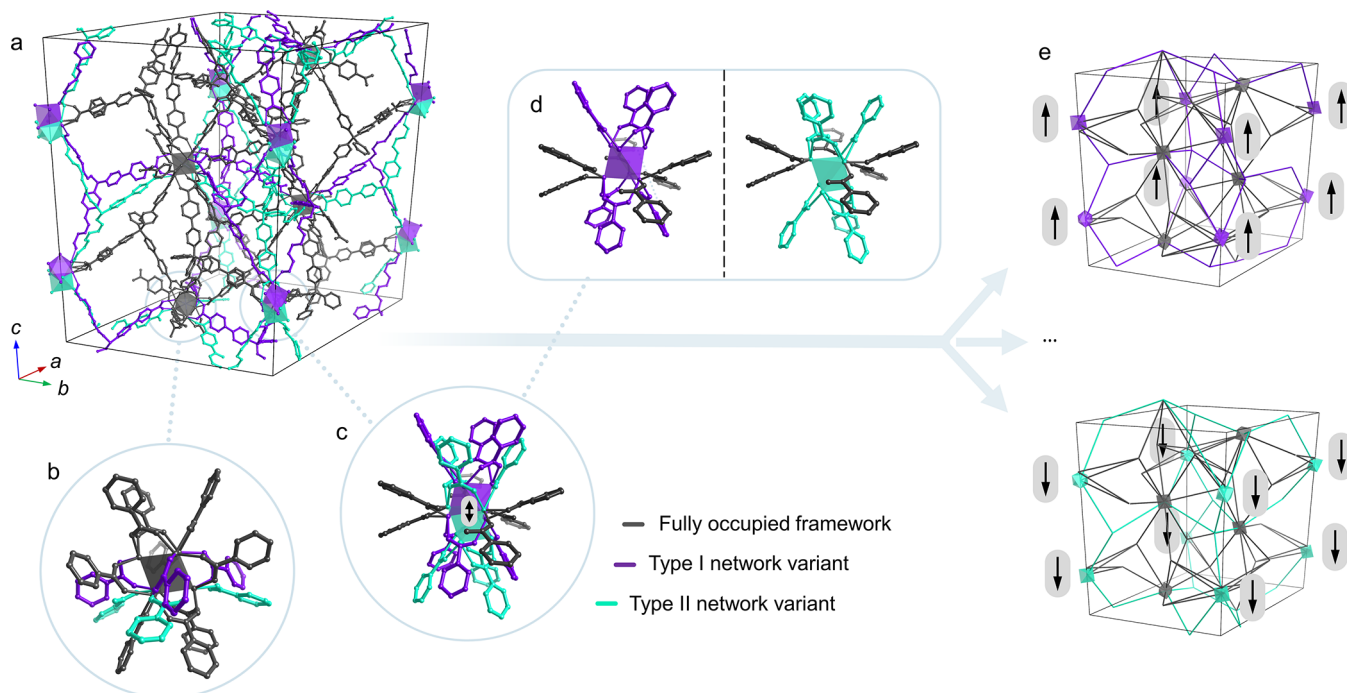 a
d
e
c
a
b
...
b
c
Fully occupied framework
Type I network variant
Type II network variant